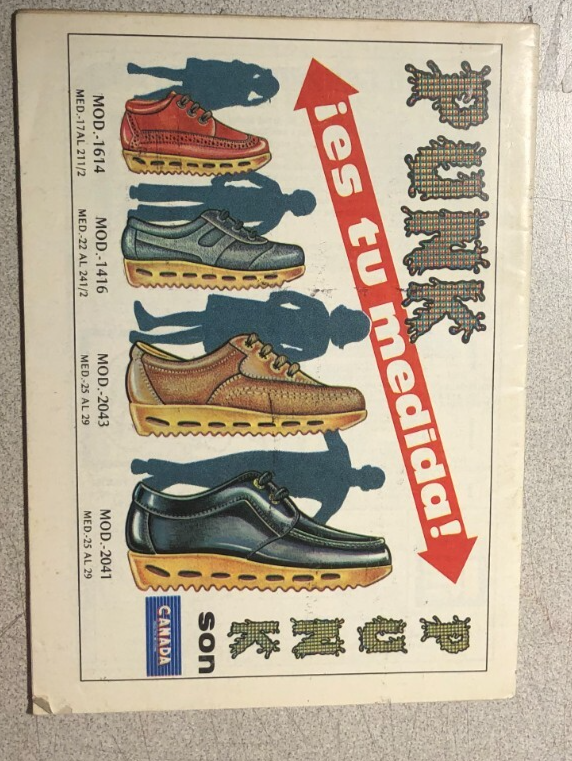 PUNK
¡es tu medida!
MOD.-1614
MED.-17 AL 21 1/2
MOD.-1416
MED.-22 AL 24 1/2
MOD.-2043
MED.-25 AL 29
MOD.-2041
MED.-25 AL 29
PUNK
son
CANADA